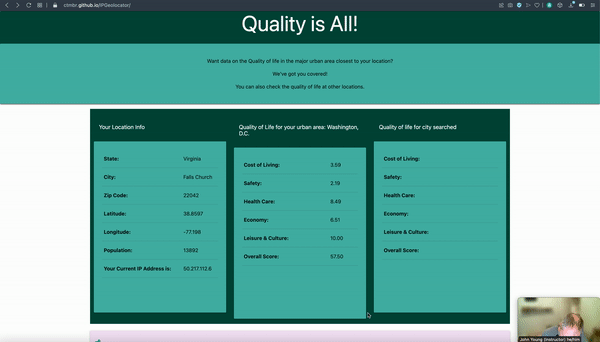 ctmbr.github.io/IPGeolocator/
Quality is All!
Want data on the Quality of life in the major urban area closest to your location?
We've got you covered!
You can also check the quality of life at other locations.
Your Location Info
State: Virginia
City: Falls Church
Zip Code: 22042
Latitude: 38.8597
Longitude: -77.198
Population: 13892
Your Current IP Address is: 50.217.112.6
Quality of Life for your urban area: Washington,
D.C.
Cost of Living: 3.59
Safety: 2.19
Health Care: 8.49
Economy: 6.51
Leisure & Culture: 10.00
Overall Score: 57.50
Quality of life for city searched
Cost of Living:
Safety:
Health Care:
Economy:
Leisure & Culture:
Overall Score:
John Young (Instructor) he/him